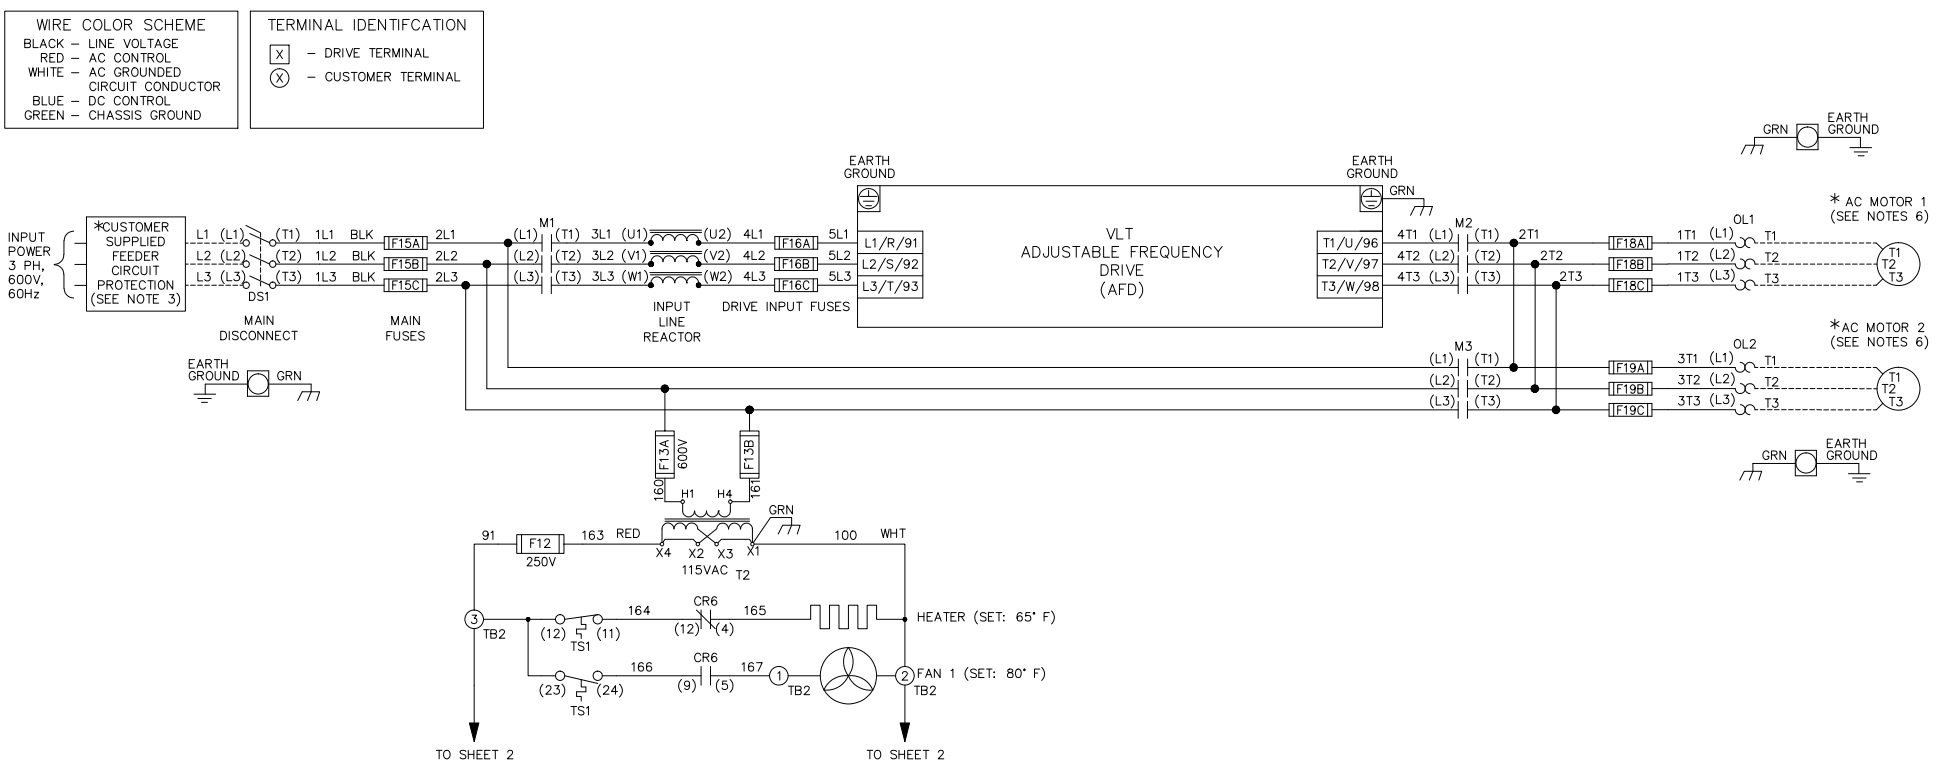 WIRE COLOR SCHEME
BLACK – LINE VOLTAGE
RED – AC CONTROL
WHITE – AC GROUNDED
CIRCUIT CONDUCTOR
BLUE – DC CONTROL
GREEN – CHASSIS GROUND
TERMINAL IDENTIFCATION
X – DRIVE TERMINAL
X – CUSTOMER TERMINAL
INPUT
POWER
3 PH,
600V,
60Hz
*CUSTOMER
SUPPLIED
FEEDER
CIRCUIT
PROTECTION
(SEE NOTE 3)
L1 (L1) (T1) 1L1 BLK F15A 2L1 (L1) M1 (T1) 3L1 (U1) (U2) 4L1 F16A 5L1 L1/R/91
L2 (L2) 1L2 BLK F15B 2L2 (L2) (T2) 3L2 (V1) (V2) 4L2 F16B 5L2 L2/S/92
L3 (L3) (T3) 1L3 BLK F15C 2L3 (L3) (T3) 3L3 (W1) (W2) 4L3 F16C 5L3 L3/T/93
DS1
MAIN
DISCONNECT
MAIN
FUSES
INPUT
LINE
REACTOR
DRIVE INPUT FUSES
EARTH
GROUND
GRN
EARTH
GROUND
VLT
ADJUSTABLE FREQUENCY
DRIVE
(AFD)
EARTH
GROUND
GRN
T1/U/96 4T1 (L1) M2 (T1) 2T1 F18A 1T1 (L1) OL1 T1
T2/V/97 4T2 (L2) (T2) 2T2 F18B 1T2 (L2) T2
T3/W/98 4T3 (L3) (T3) 2T3 F18C 1T3 (L3) T3
GRN
EARTH
GROUND
* AC MOTOR 1
(SEE NOTES 6)
T1
T2
T3
*AC MOTOR 2
(SEE NOTES 6)
(L1) M3 (T1) F19A 3T1 (L1) OL2 T1
(L2) (T2) F19B 3T2 (L2) T2
(L3) (T3) F19C 3T3 (L3) T3
T1
T2
T3
GRN
EARTH
GROUND
F13A
600V
F13B
160
161
H1 H4
GRN
91 F12 163 RED
250V
X4 X2 X3 X1
100 WHT
115VAC T2
3
TB2
(12) (11)
TS1
164
CR6
(12) (4)
165
HEATER (SET: 65° F)
(23) (24)
TS1
166
CR6
(9) (5)
167
1
TB2
2
TB2
FAN 1 (SET: 80° F)
TO SHEET 2
TO SHEET 2